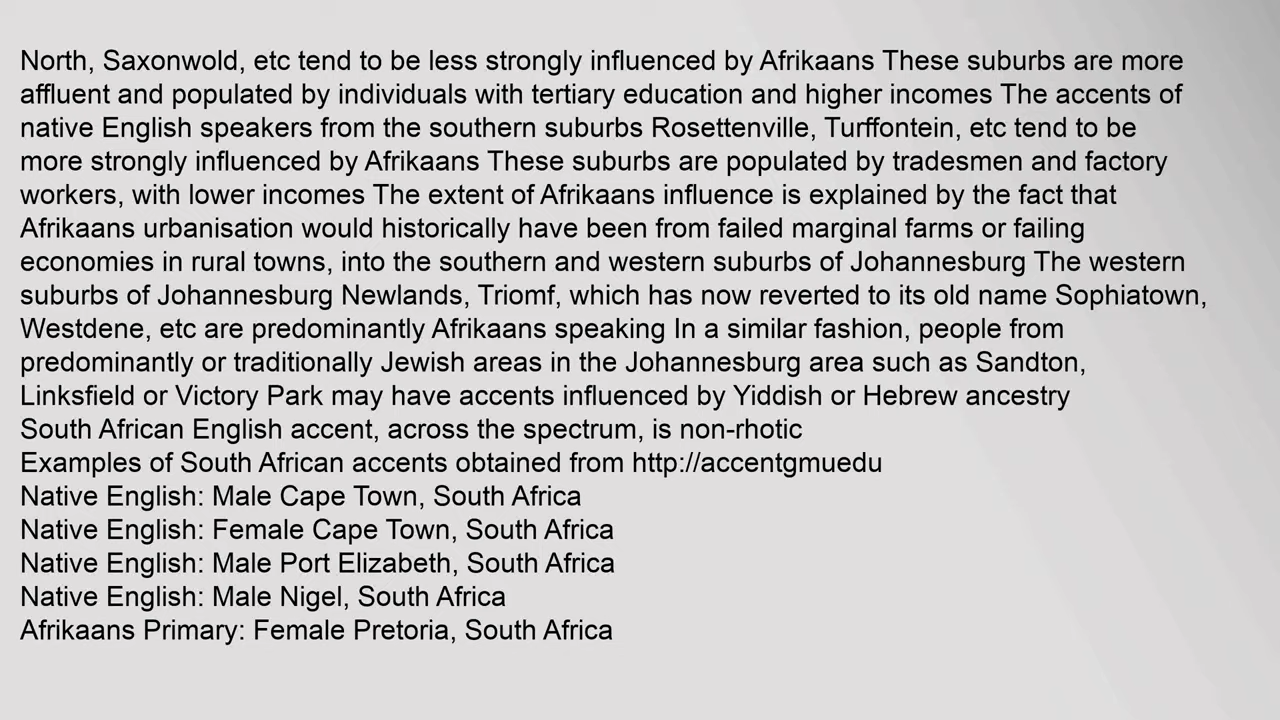 North, Saxonwold, etc tend to be less strongly influenced by Afrikaans These suburbs are more
affluent and populated by individuals with tertiary education and higher incomes The accents of
native English speakers from the southern suburbs Rosettenville, Turffontein, etc tend to be
more strongly influenced by Afrikaans These suburbs are populated by tradesmen and factory
workers, with lower incomes The extent of Afrikaans influence is explained by the fact that
Afrikaans urbanisation would historically have been from failed marginal farms or failing
economies in rural towns, into the southern and western suburbs of Johannesburg The western
suburbs of Johannesburg Newlands, Triomf, which has now reverted to its old name Sophiatown,
Westdene, etc are predominantly Afrikaans speaking In a similar fashion, people from
predominantly or traditionally Jewish areas in the Johannesburg area such as Sandton,
Linksfield or Victory Park may have accents influenced by Yiddish or Hebrew ancestry
South African English accent, across the spectrum, is non-rhotic
Examples of South African accents obtained from http://accentgmuedu
Native English: Male Cape Town, South Africa
Native English: Female Cape Town, South Africa
Native English: Male Port Elizabeth, South Africa
Native English: Male Nigel, South Africa
Afrikaans Primary: Female Pretoria, South Africa